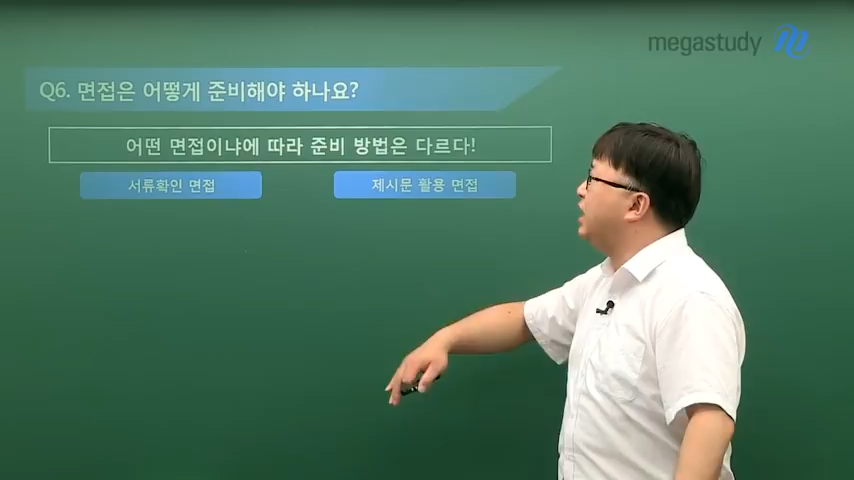 megastudy
Q6. 면접은 어떻게 준비해야 하나요?
어떤 면접이냐에 따라 준비 방법은 다르다!
서류확인 면접
제시문 활용 면접